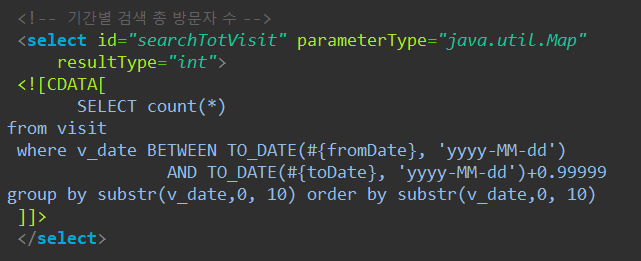 <!-- 기간별 검색 총 방문자 수 -->
<select id="searchTotVisit" parameterType="java.util.Map"
resultType="int">
<![CDATA[
SELECT count(*)
from visit
where v_date BETWEEN TO_DATE(#{fromDate}, 'yyyy-MM-dd')
AND TO_DATE(#{toDate}, 'yyyy-MM-dd')+0.99999
group by substr(v_date,0, 10) order by substr(v_date,0, 10)
]]>
</select>